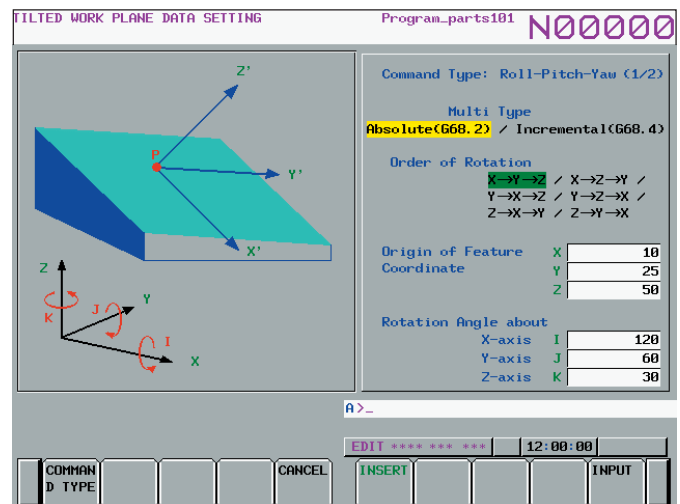 TILTED WORK PLANE DATA SETTING Program_parts101 N00000
Z'
P
Y'
X'
Z
Y
K
J
I
X
Command Type: Roll-Pitch-Yaw (1/2)
Multi Type
Absolute(G68.2) / Incremental(G68.4)
Order of Rotation
X→Y→Z / X→Z→Y /
Y→X→Z / Y→Z→X /
Z→X→Y / Z→Y→X
Origin of Feature X 10
Coordinate Y 25
Z 50
Rotation Angle about
X-axis I 120
Y-axis J 60
Z-axis K 30
A>_
EDIT **** *** *** 12:00:00
COMMAN CANCEL INSERT INPUT
D TYPE